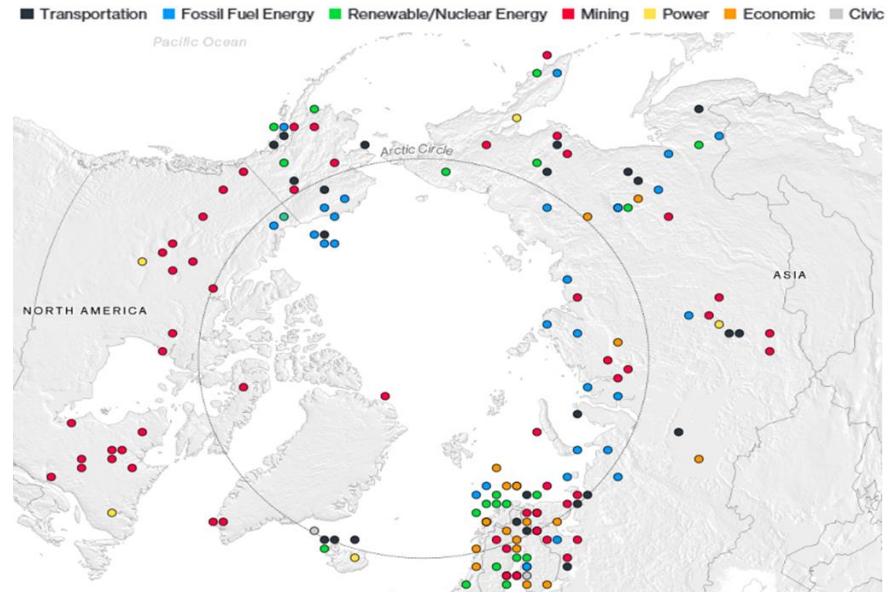 Transportation Fossil Fuel Energy Renewable/Nuclear Energy Mining Power Economic Civic
Pacific Ocean
Arctic Circle
ASIA
NORTH AMERICA